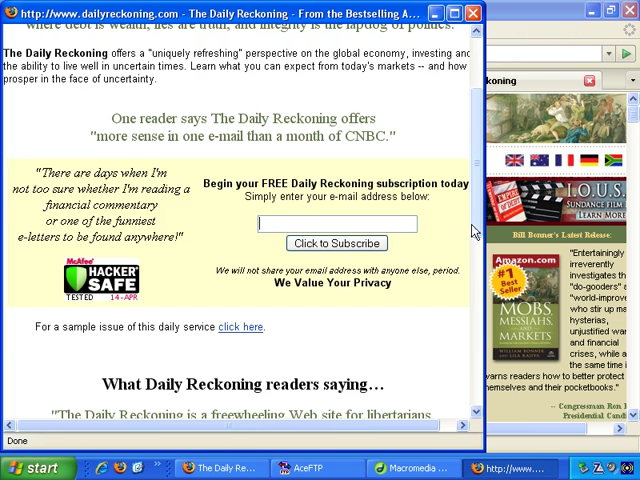 http://www.dailyreckoning.com - The Daily Reckoning - From the Bestselling A...
where debt is wealth, lies are truth, and integrity is the lapdog of politics.
The Daily Reckoning offers a "uniquely refreshing" perspective on the global economy, investing and
the ability to live well in uncertain times. Learn what you can expect from today's markets -- and how
prosper in the face of uncertainty.
One reader says The Daily Reckoning offers
"more sense in one e-mail than a month of CNBC."
"There are days when I'm
not too sure whether I'm reading a
financial commentary
or one of the funniest
e-letters to be found anywhere!"
McAfee
HACKER
SAFE
TESTED 14-APR
Begin your FREE Daily Reckoning subscription today
Simply enter your e-mail address below:
Click to Subscribe
We will not share your email address with anyone else, period.
We Value Your Privacy
For a sample issue of this daily service click here.
What Daily Reckoning readers saying…
"The Daily Reckoning is a freewheeling Web site for libertarians
Done
koning
EMPIRE OF DEBT
I.O.U.S.
SUNDANCE FILM
LEARN MORE
Bill Bonner's Latest Release:
Amazon.com
#1
Best
Seller
MOBS,
MESSIAHS,
AND
MARKETS
"Entertainingly
irreverently
investigates th
"do-gooders" a
"world-improve
who stir up ma
hysterias,
unjustified wa
and financial
crises, while a
the same time
warns readers how to better protect
hemselves and their pocketbooks."
-- Congressman Ron
Presidential Candi
start
The Daily Re...
AceFTP
Macromedia ...
http://www....